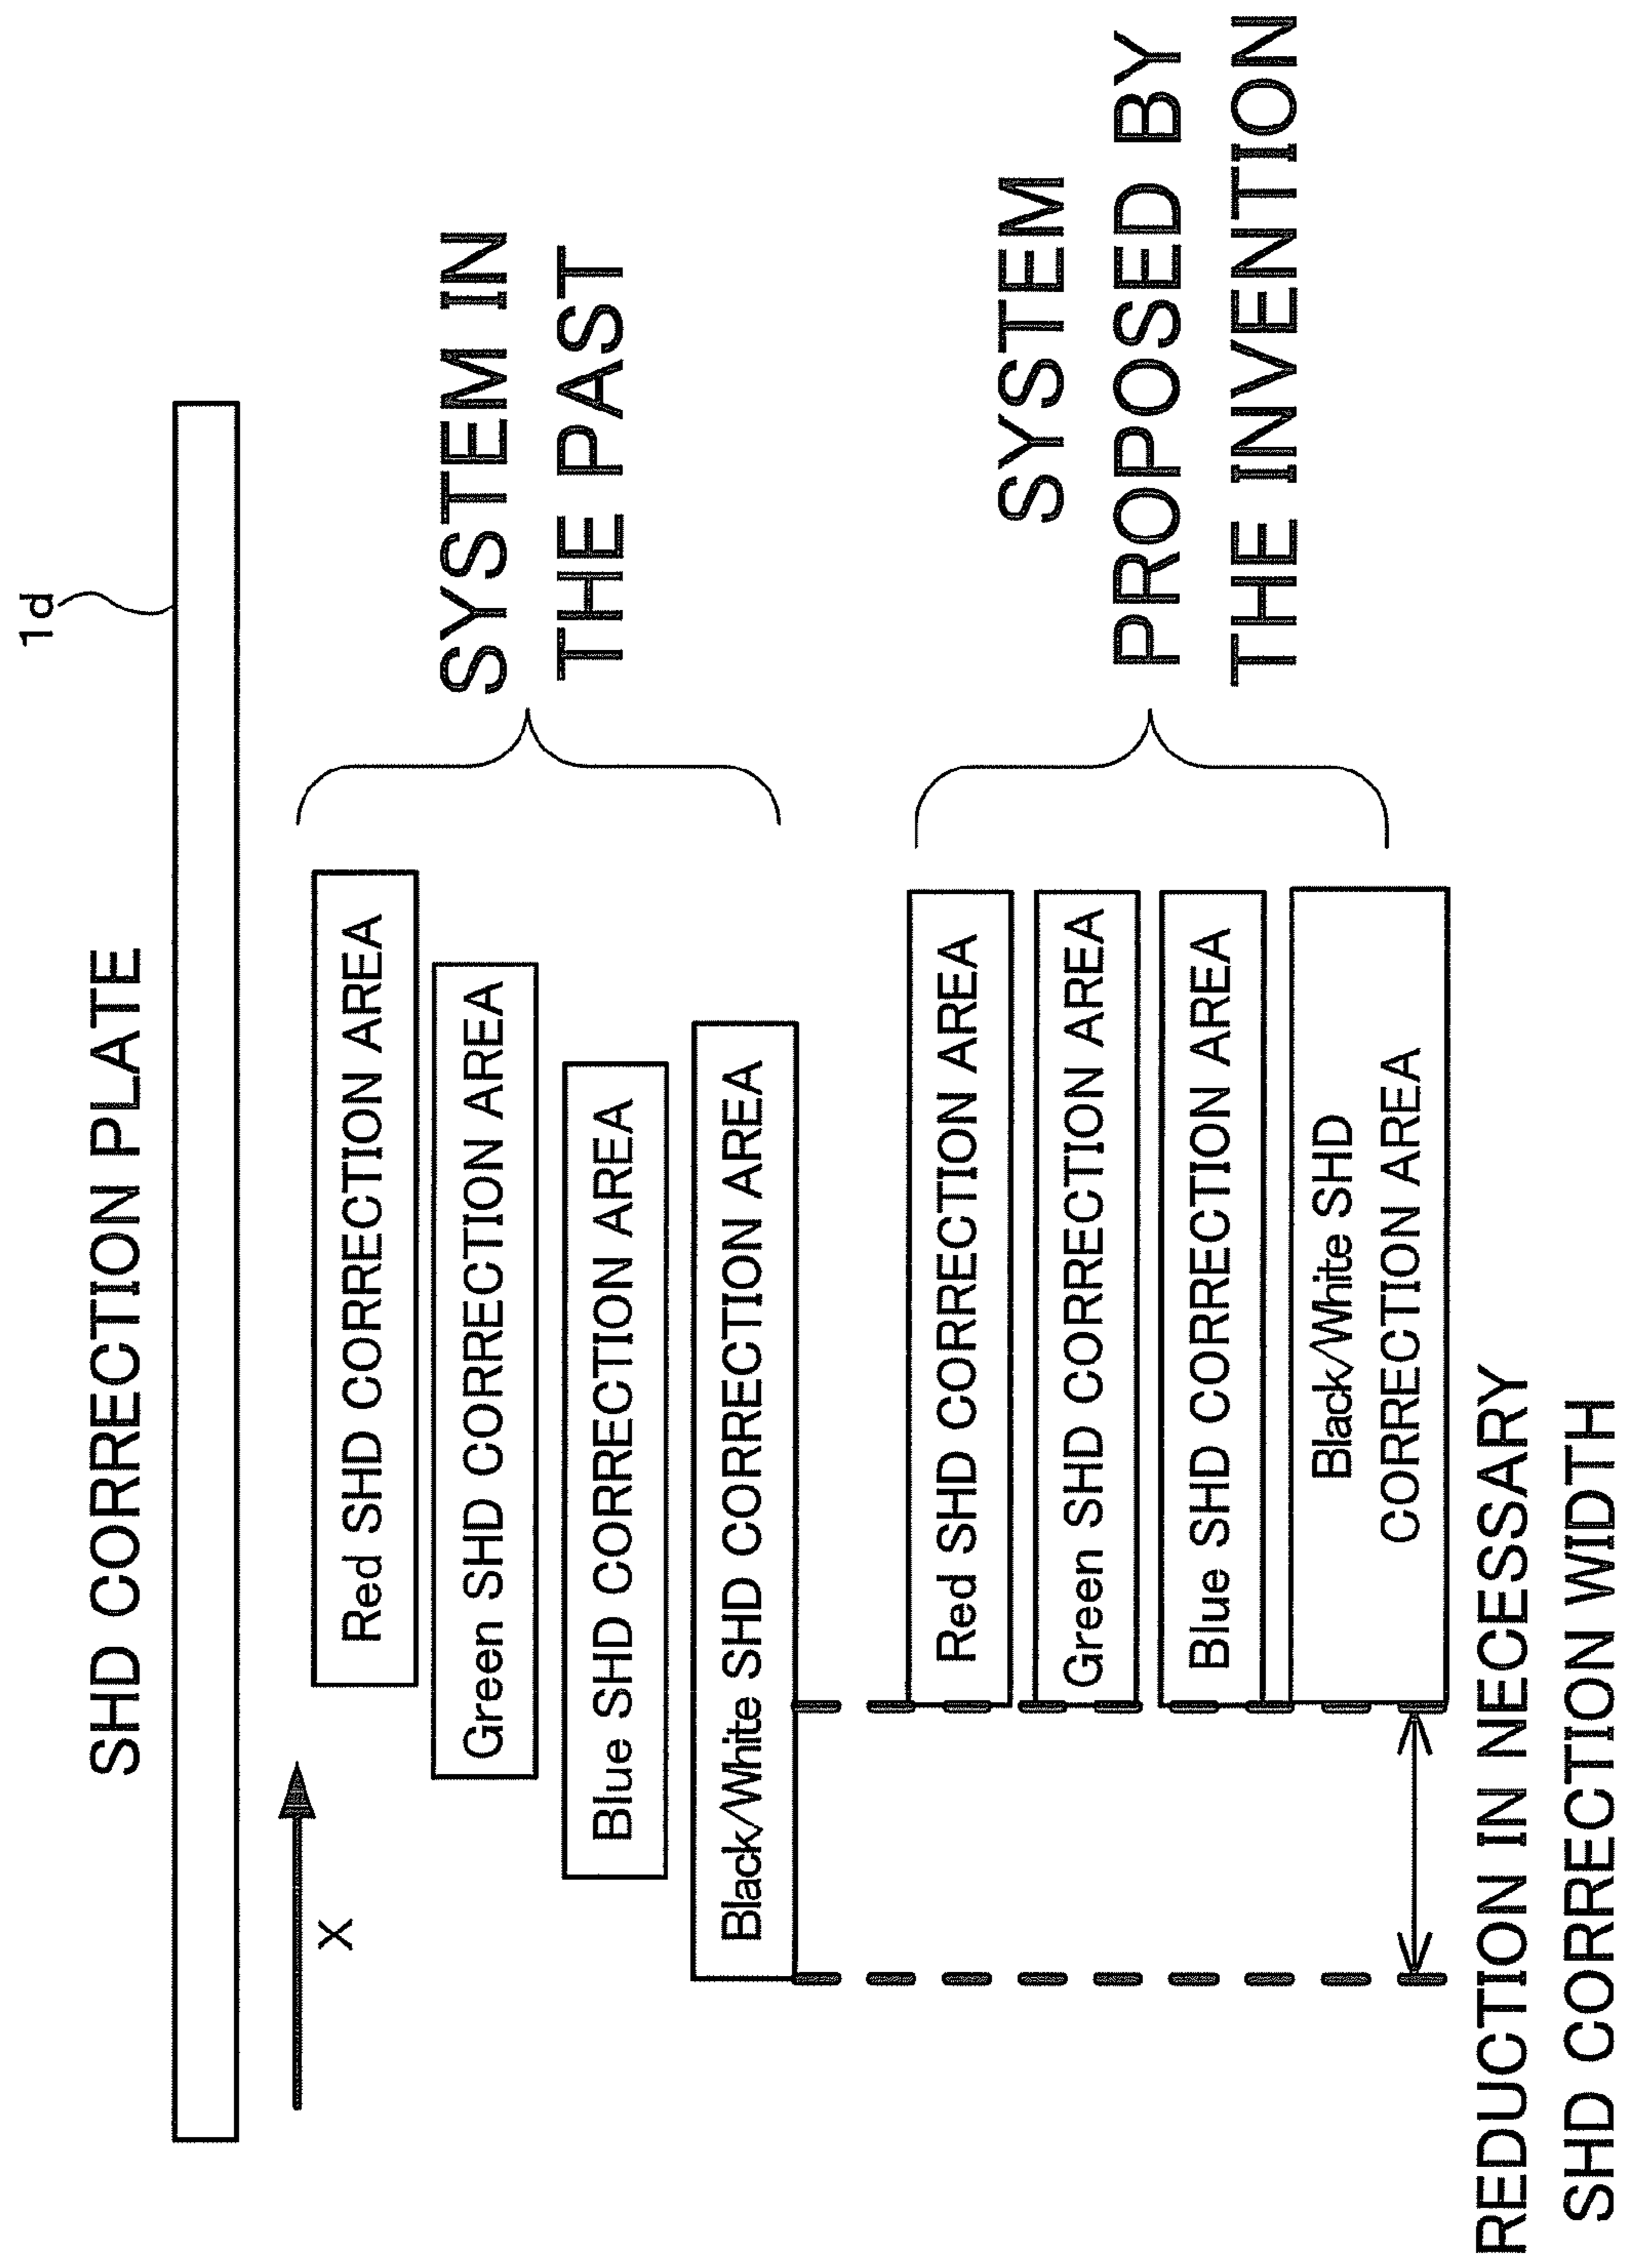 SHD CORRECTION PLATE
1d
X
Red SHD CORRECTION AREA
Green SHD CORRECTION AREA
Blue SHD CORRECTION AREA
Black/White SHD CORRECTION AREA
SYSTEM IN
THE PAST
Red SHD CORRECTION AREA
Green SHD CORRECTION AREA
Blue SHD CORRECTION AREA
Black/White SHD
CORRECTION AREA
SYSTEM
PROPOSED BY
THE INVENTION
REDUCTION IN NECESSARY
SHD CORRECTION WIDTH